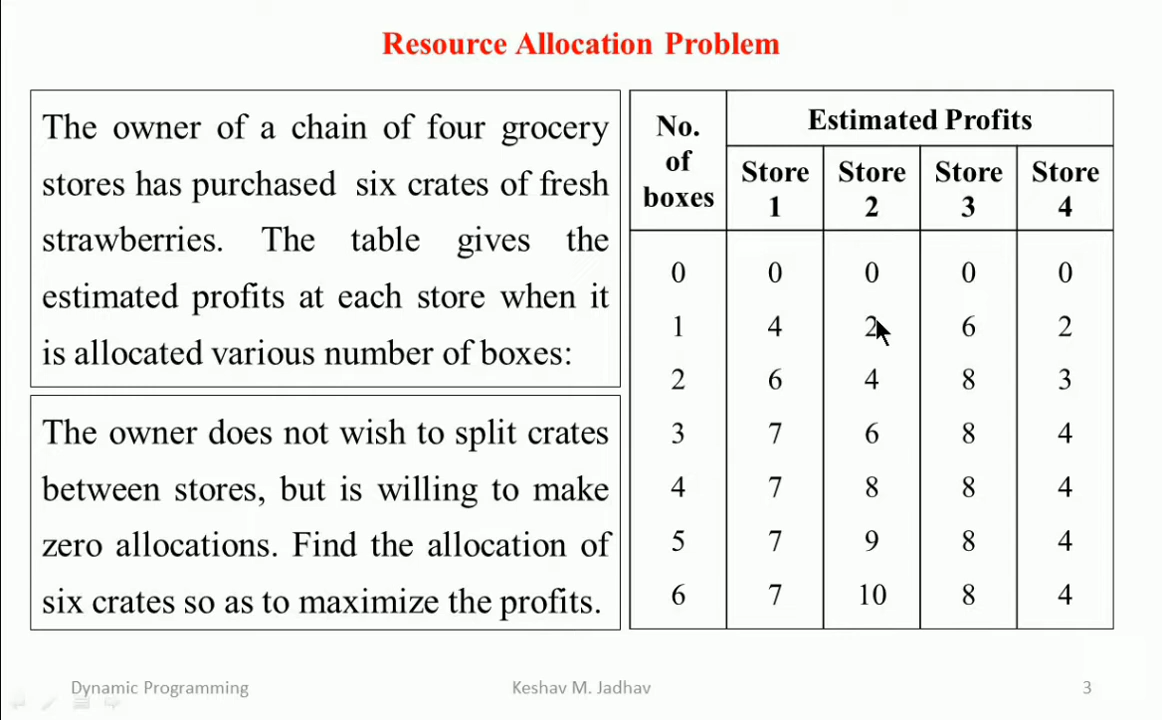 Resource Allocation Problem
The owner of a chain of four grocery
stores has purchased six crates of fresh
strawberries. The table gives the
estimated profits at each store when it
is allocated various number of boxes:
The owner does not wish to split crates
between stores, but is willing to make
zero allocations. Find the allocation of
six crates so as to maximize the profits.
No. of boxes
Estimated Profits
Store 1 Store 2 Store 3 Store 4
0 0 0 0 0
1 4 2 6 2
2 6 4 8 3
3 7 6 8 4
4 7 8 8 4
5 7 9 8 4
6 7 10 8 4
Dynamic Programming Keshav M. Jadhav 3